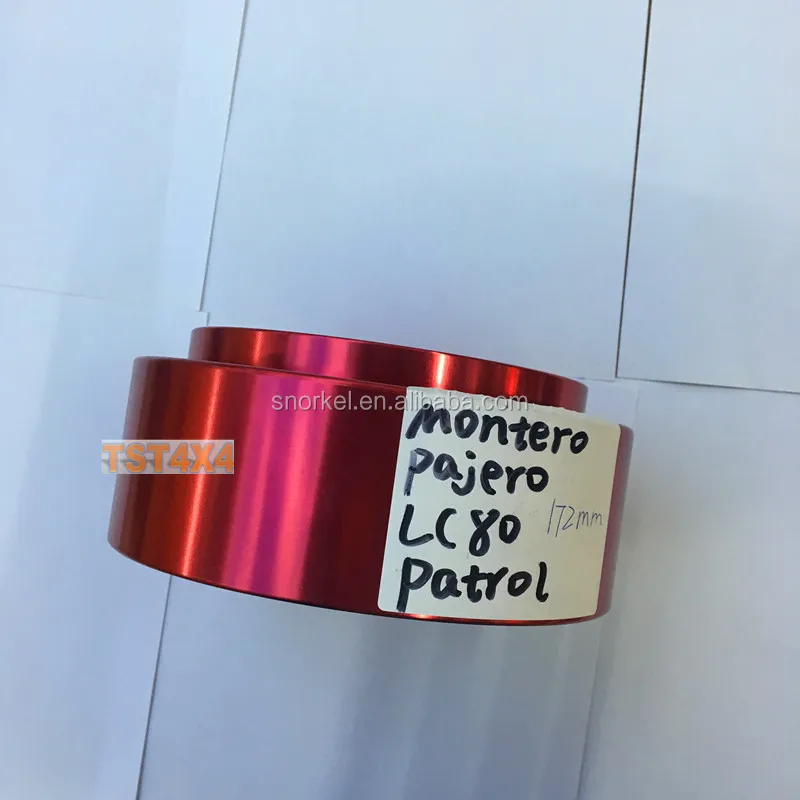 snorkel.en.alibaba.com
TST4X4
Montero
Pajero
LC80
172mm
Patrol